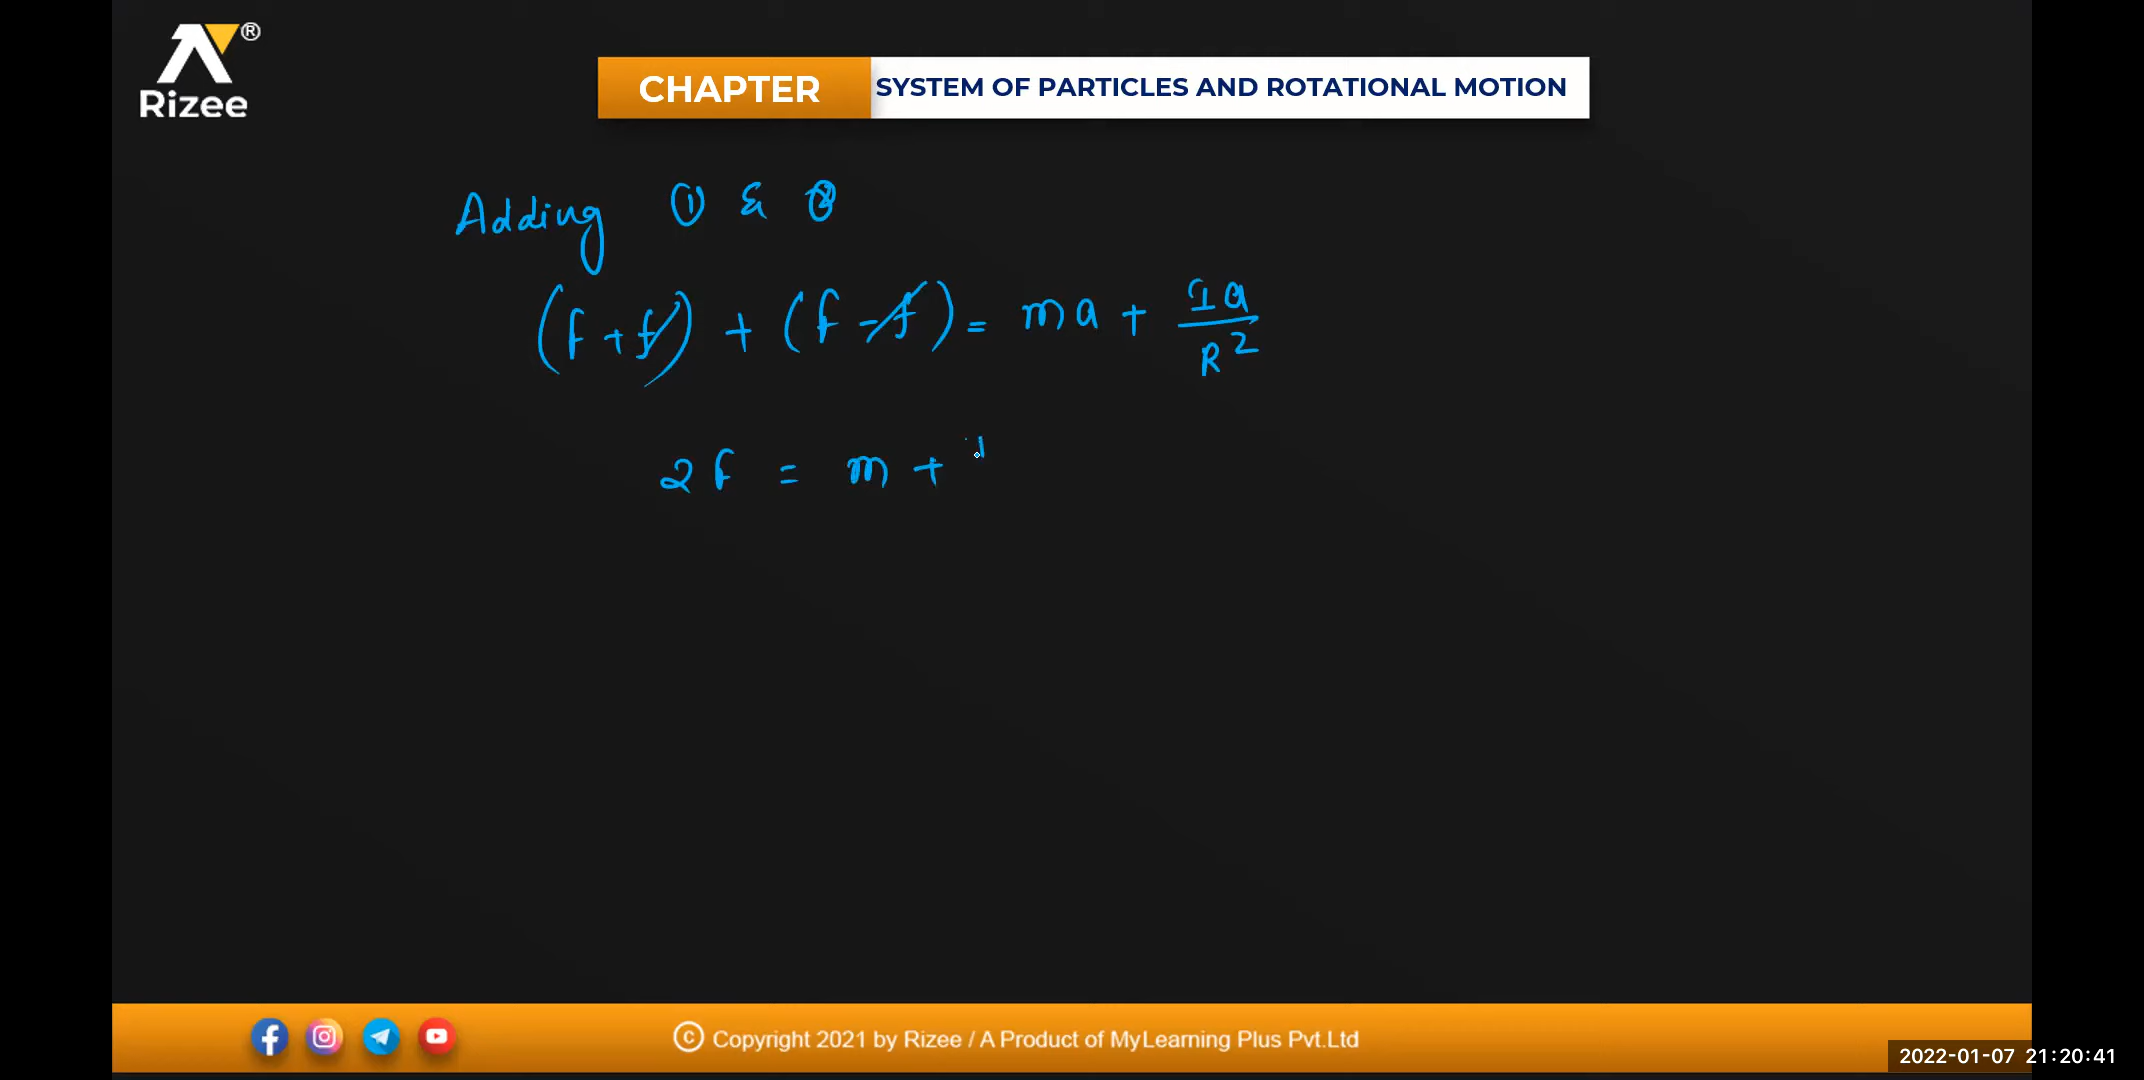 Rizee ®
CHAPTER SYSTEM OF PARTICLES AND ROTATIONAL MOTION
Adding ① & ②
(F + f) + (F - f) = ma + Ia/R²
2F = m +
© Copyright 2021 by Rizee / A Product of MyLearning Plus Pvt.Ltd
2022-01-07 21:20:41